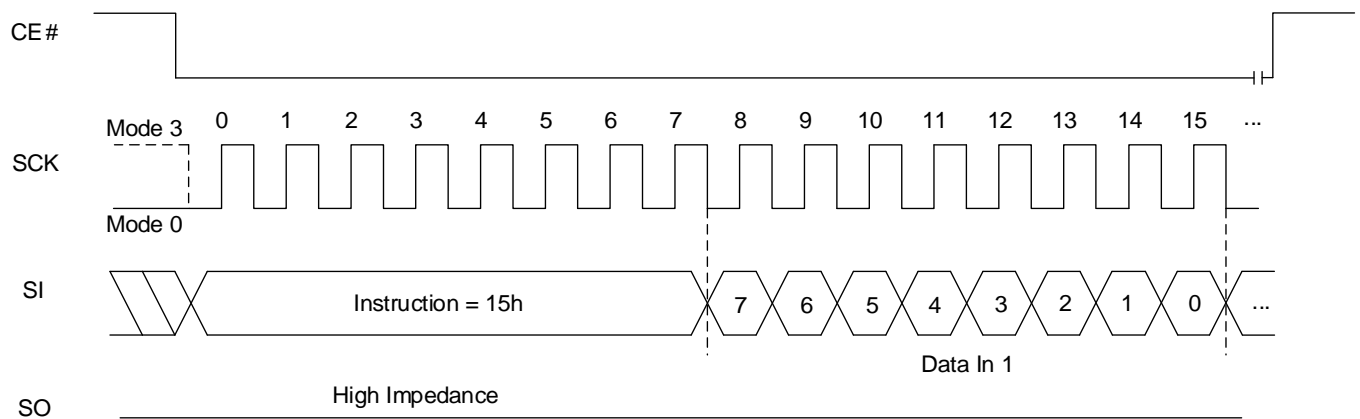 CE#
Mode 3 0 1 2 3 4 5 6 7 8 9 10 11 12 13 14 15 ...
SCK
Mode 0
SI Instruction = 15h 7 6 5 4 3 2 1 0 ...
Data In 1
High Impedance
SO